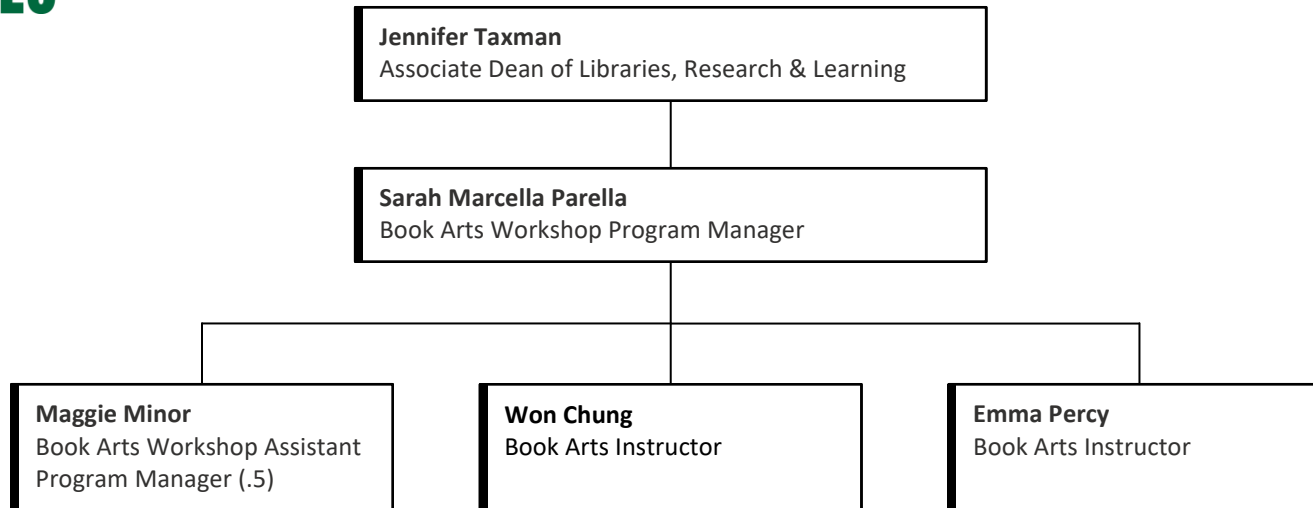 Jennifer Taxman
Associate Dean of Libraries, Research & Learning
Sarah Marcella Parella
Book Arts Workshop Program Manager
Maggie Minor
Book Arts Workshop Assistant
Program Manager (.5)
Won Chung
Book Arts Instructor
Emma Percy
Book Arts Instructor